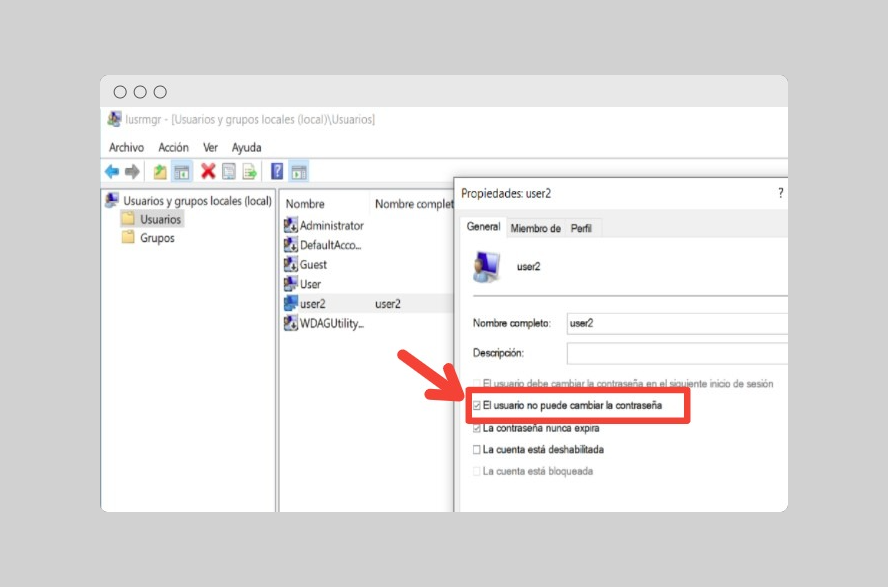 lusrmgr - [Usuarios y grupos locales (local)\Usuarios]
Archivo Acción Ver Ayuda
Usuarios y grupos locales (local)
Usuarios
Grupos
Nombre Nombre complet
Administrator
DefaultAcco...
Guest
User
user2 user2
WDAGUtility...
Propiedades: user2 ?
General Miembro de Perfil
user2
Nombre completo: user2
Descripción:
El usuario debe cambiar la contraseña en el siguiente inicio de sesión
El usuario no puede cambiar la contraseña
La contraseña nunca expira
La cuenta está deshabilitada
La cuenta está bloqueada